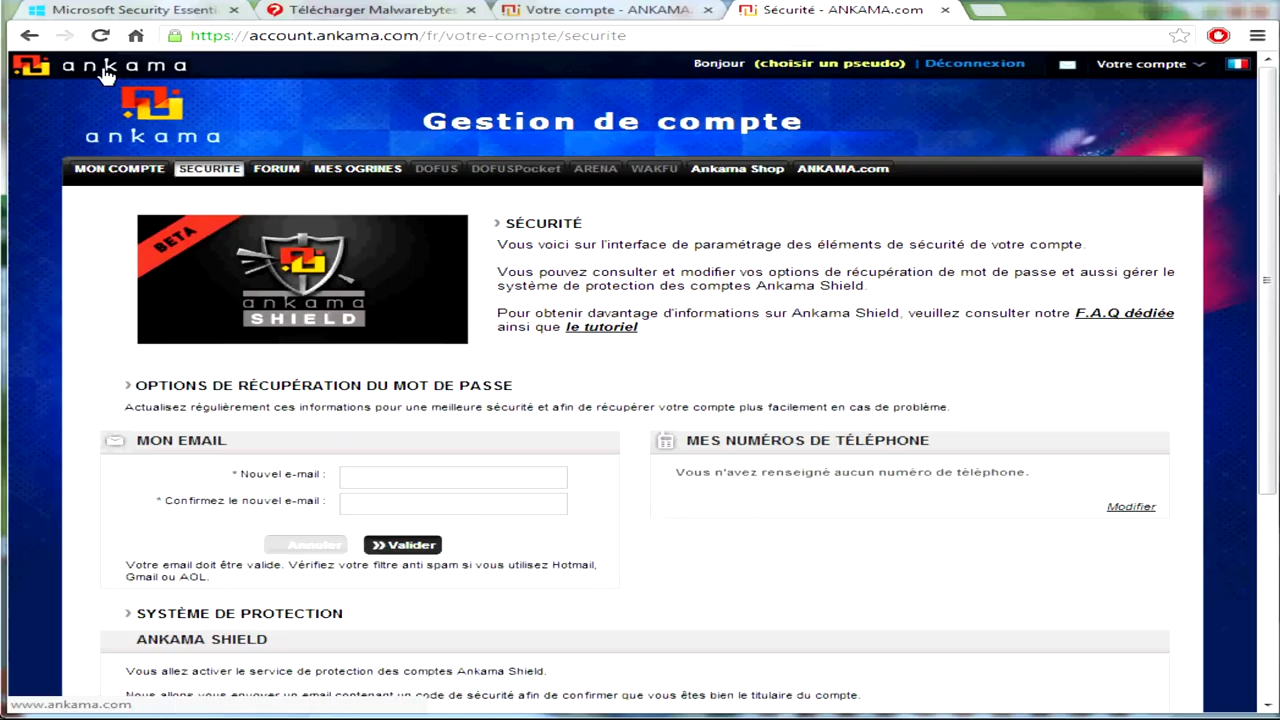 Microsoft Security Essenti
Télécharger Malwarebytes
Votre compte - ANKAMA.
Sécurité - ANKAMA.com
https://account.ankama.com/fr/votre-compte/securite
ankama
Bonjour (choisir un pseudo) | Déconnexion
Votre compte
ankama
Gestion de compte
MON COMPTE SECURITE FORUM MES OGRINES DOFUS DOFUSPocket ARENA WAKFU Ankama Shop ANKAMA.com
BETA
ankama
SHIELD
SÉCURITÉ
Vous voici sur l'interface de paramétrage des éléments de sécurité de votre compte.
Vous pouvez consulter et modifier vos options de récupération de mot de passe et aussi gérer le
système de protection des comptes Ankama Shield.
Pour obtenir davantage d'informations sur Ankama Shield, veuillez consulter notre F.A.Q dédiée
ainsi que le tutoriel
OPTIONS DE RÉCUPÉRATION DU MOT DE PASSE
Actualisez régulièrement ces informations pour une meilleure sécurité et afin de récupérer votre compte plus facilement en cas de problème.
MON EMAIL
* Nouvel e-mail :
* Confirmez le nouvel e-mail :
Annuler
Valider
Votre email doit être valide. Vérifiez votre filtre anti spam si vous utilisez Hotmail,
Gmail ou AOL.
MES NUMÉROS DE TÉLÉPHONE
Vous n'avez renseigné aucun numéro de téléphone.
Modifier
SYSTÈME DE PROTECTION
ANKAMA SHIELD
Vous allez activer le service de protection des comptes Ankama Shield.
Nous allons vous envoyer un email contenant un code de sécurité afin de confirmer que vous êtes bien le titulaire du compte.
www.ankama.com